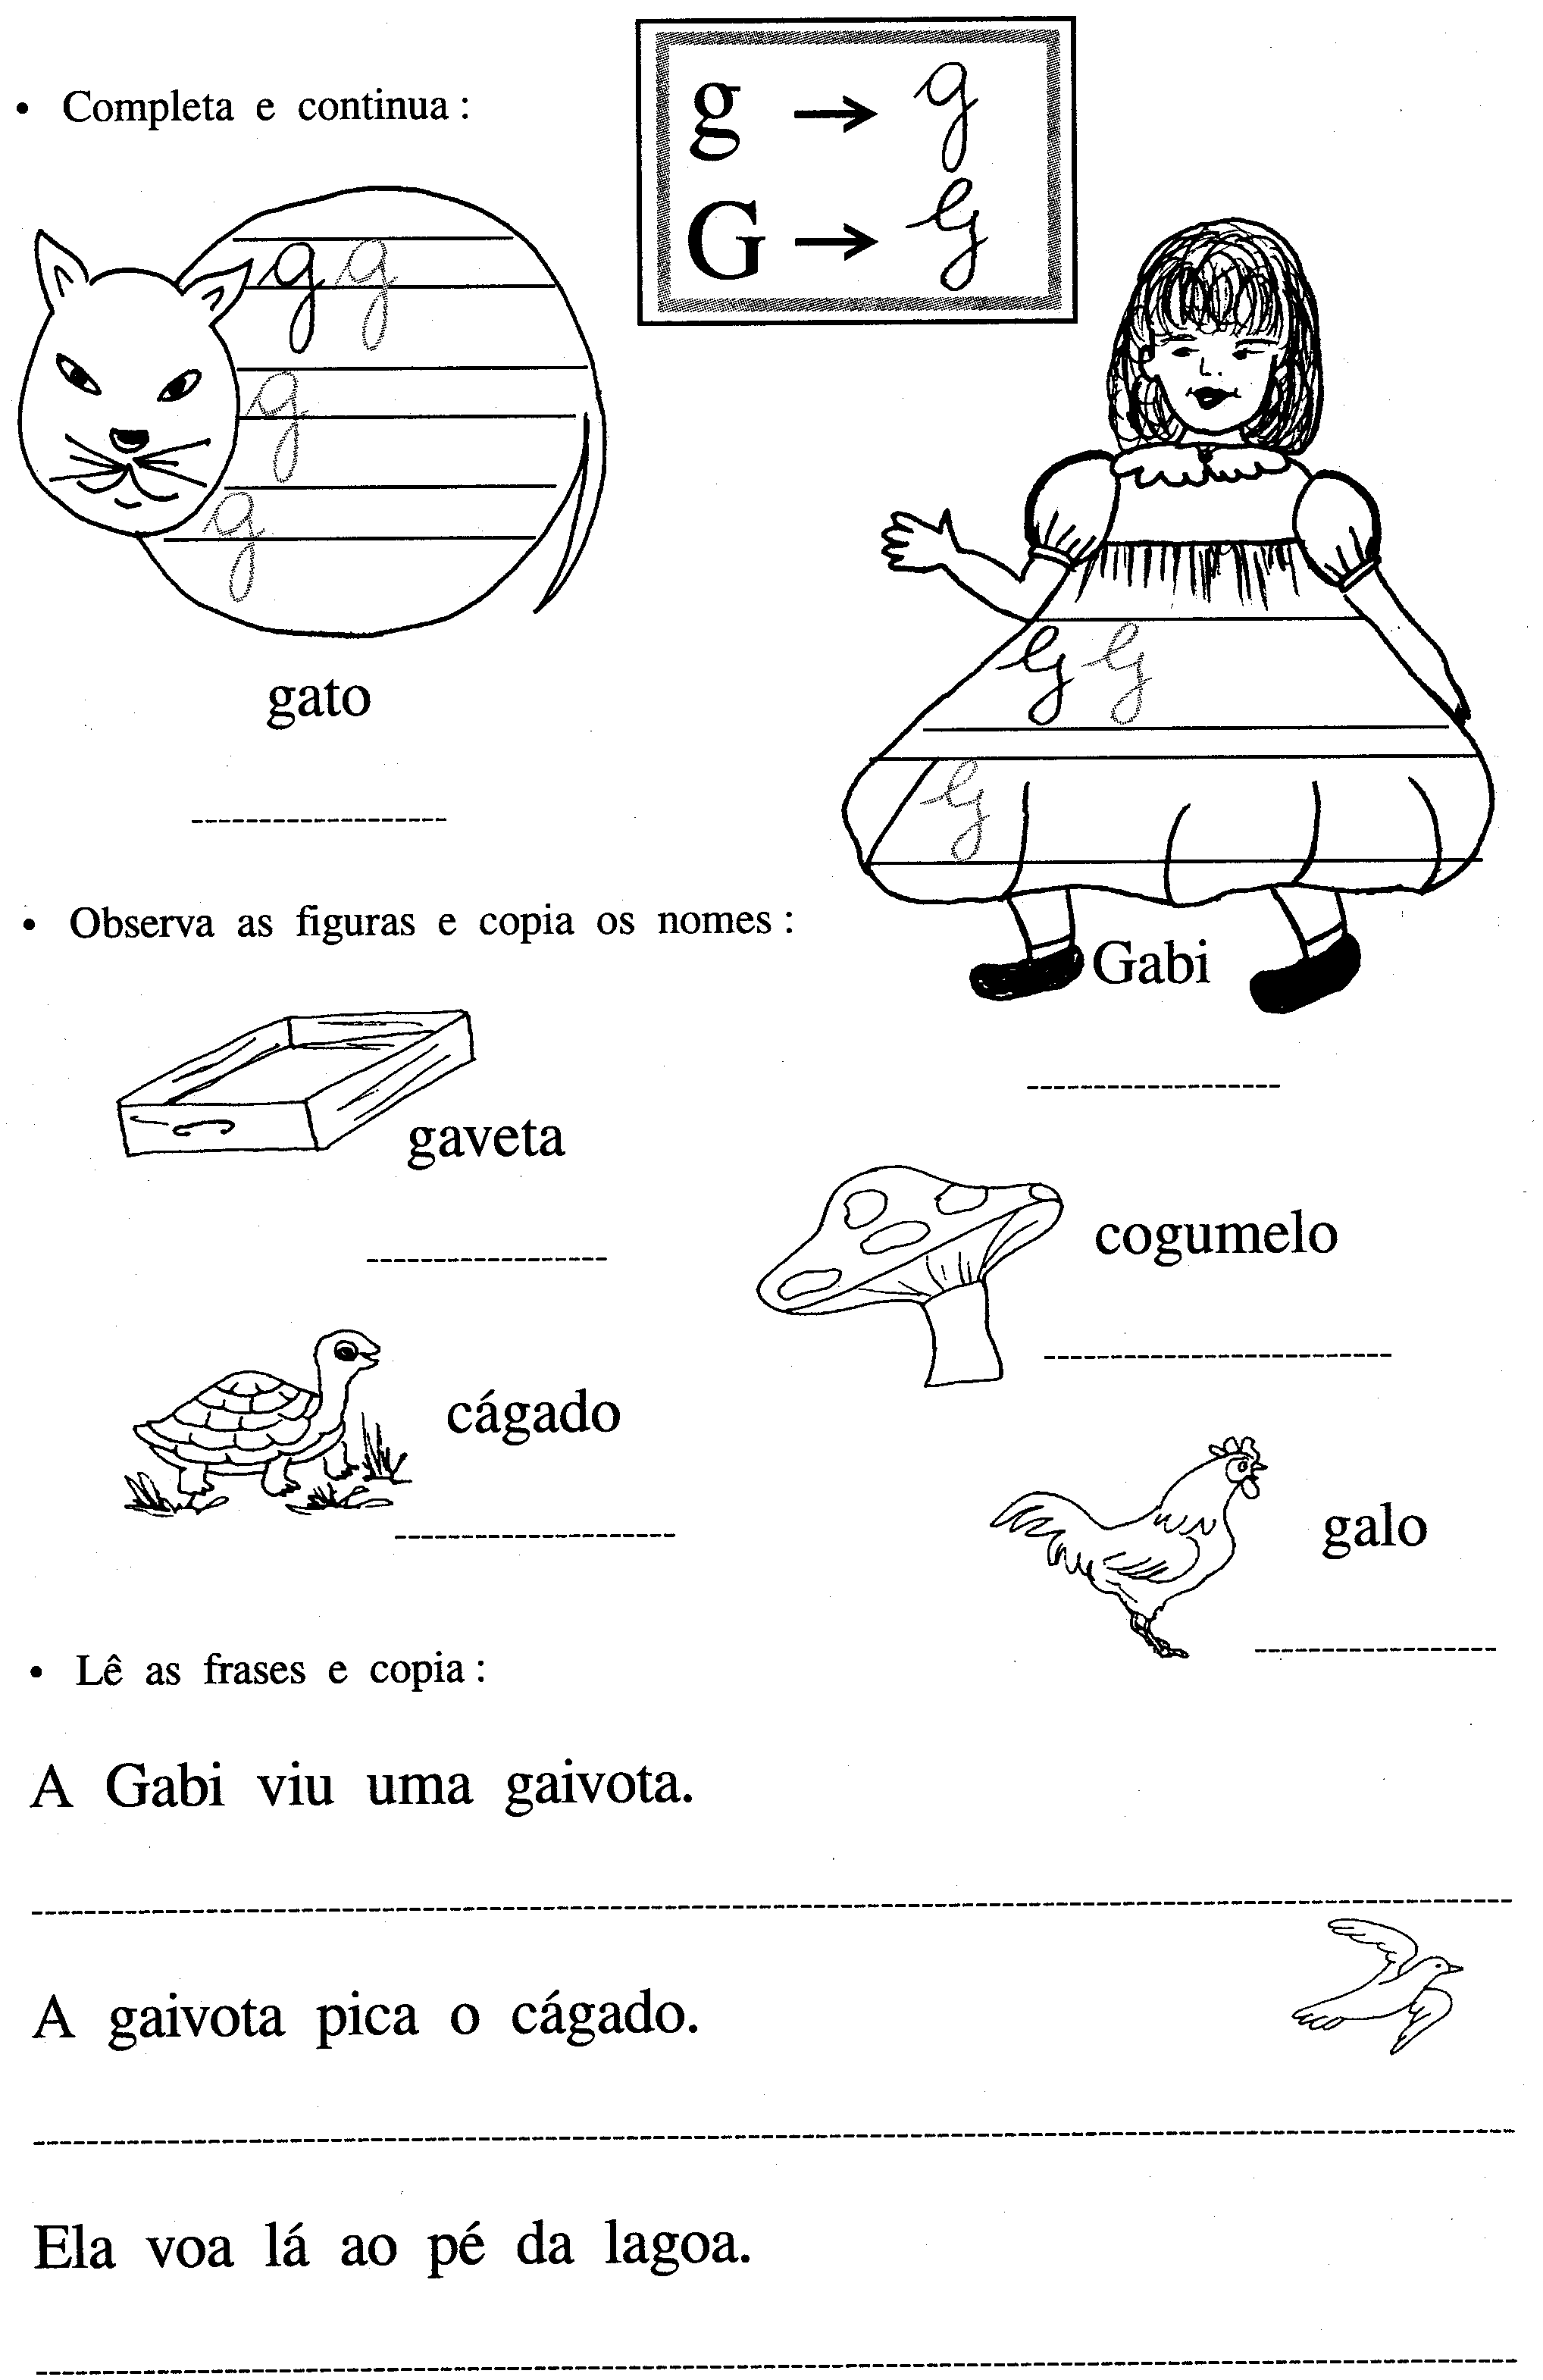 • Completa e continua :
g → g
G → G
g g
g
g
gato
G G
G
Gabi
• Observa as figuras e copia os nomes :
gaveta
cogumelo
cágado
galo
• Lê as frases e copia :
A Gabi viu uma gaivota.
A gaivota pica o cágado.
Ela voa lá ao pé da lagoa.